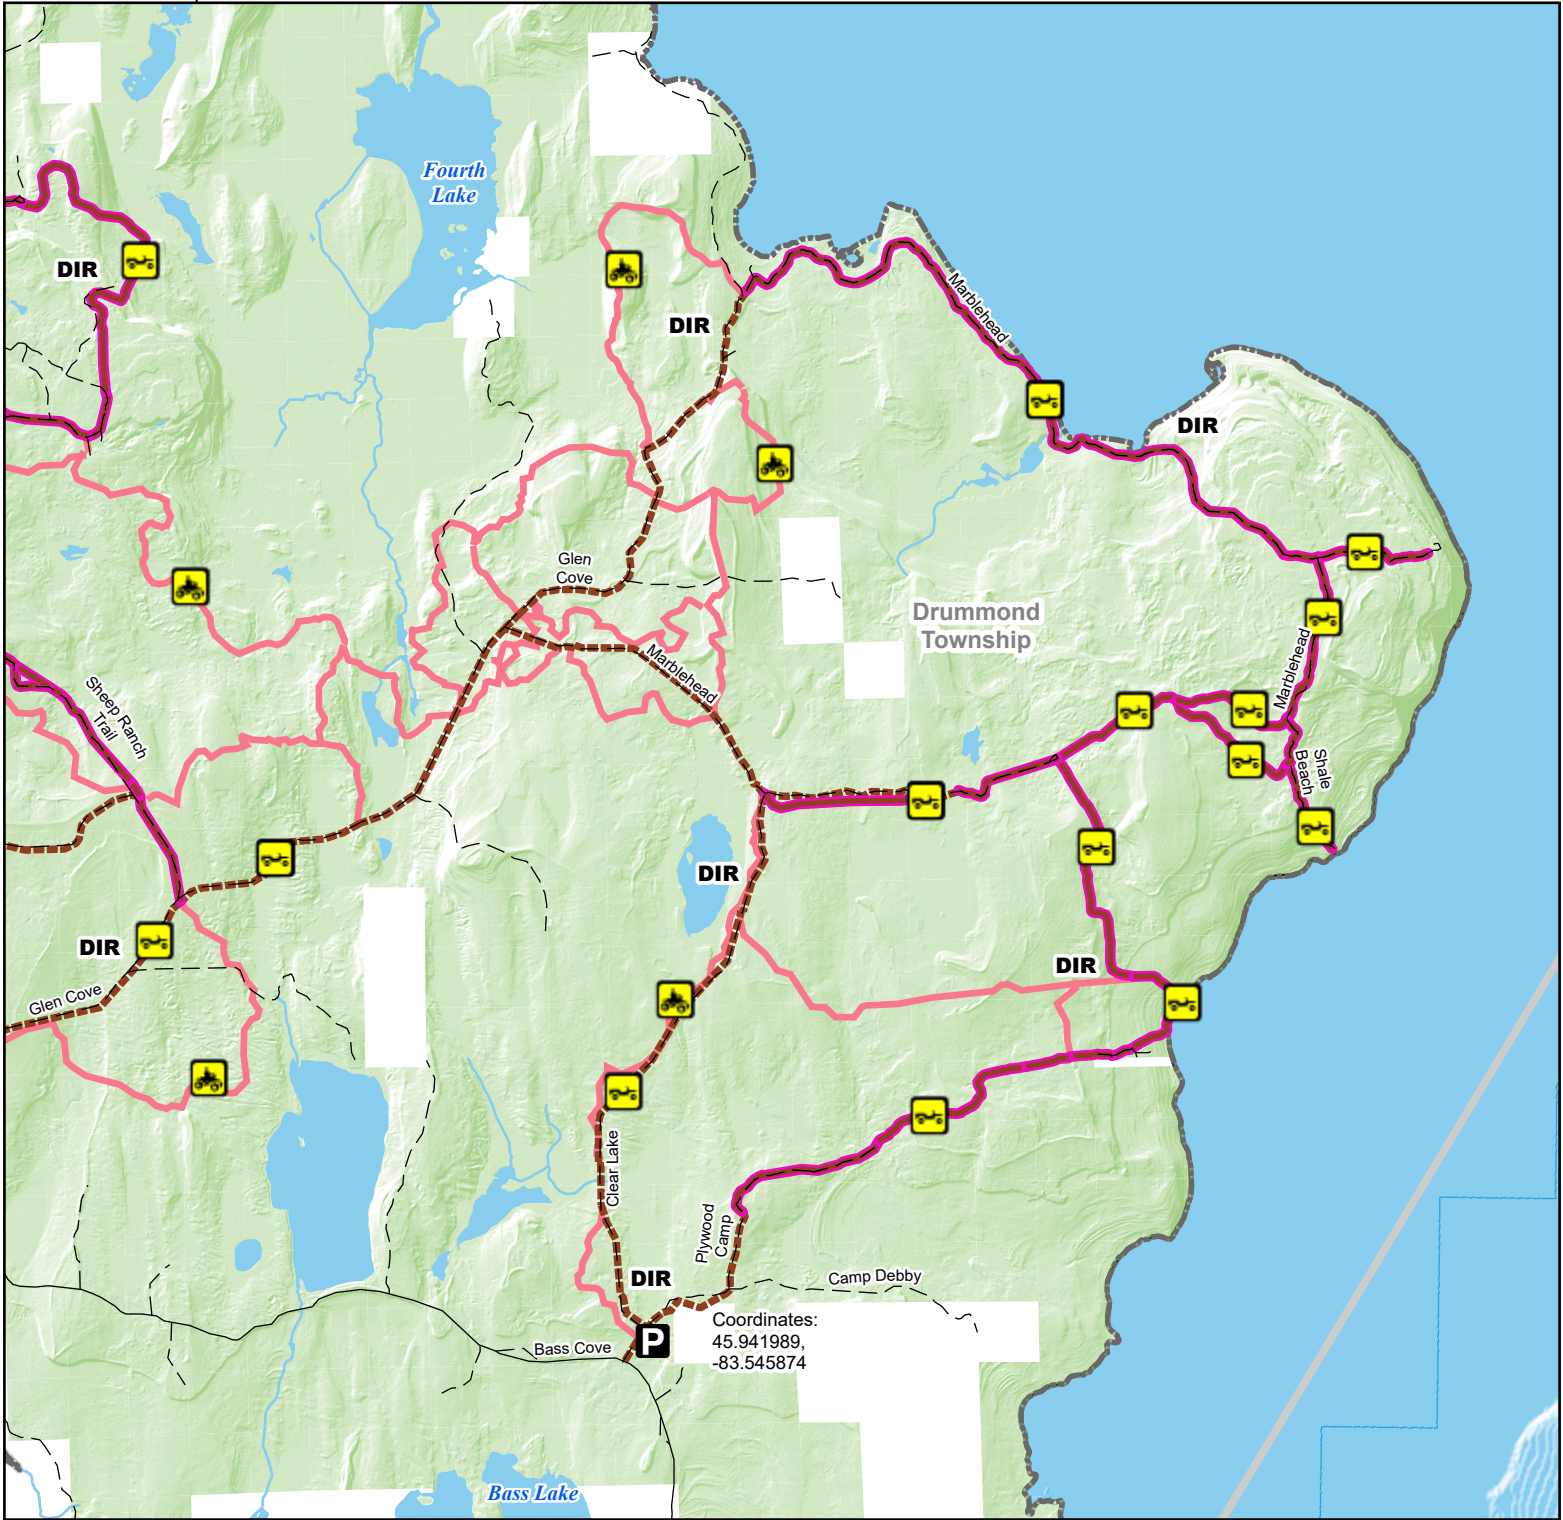 Fourth
Lake
DIR
DIR
Marblehead
DIR
Glen
Cove
Drummond
Township
Marblehead
Marblehead
Sheep Ranch
Trail
Shale
Beach
DIR
DIR
DIR
Glen Cove
Clear Lake
Plywood
Camp
DIR
Camp Debby
Coordinates:
45.941989,
-83.545874
P
Bass Cove
Bass Lake